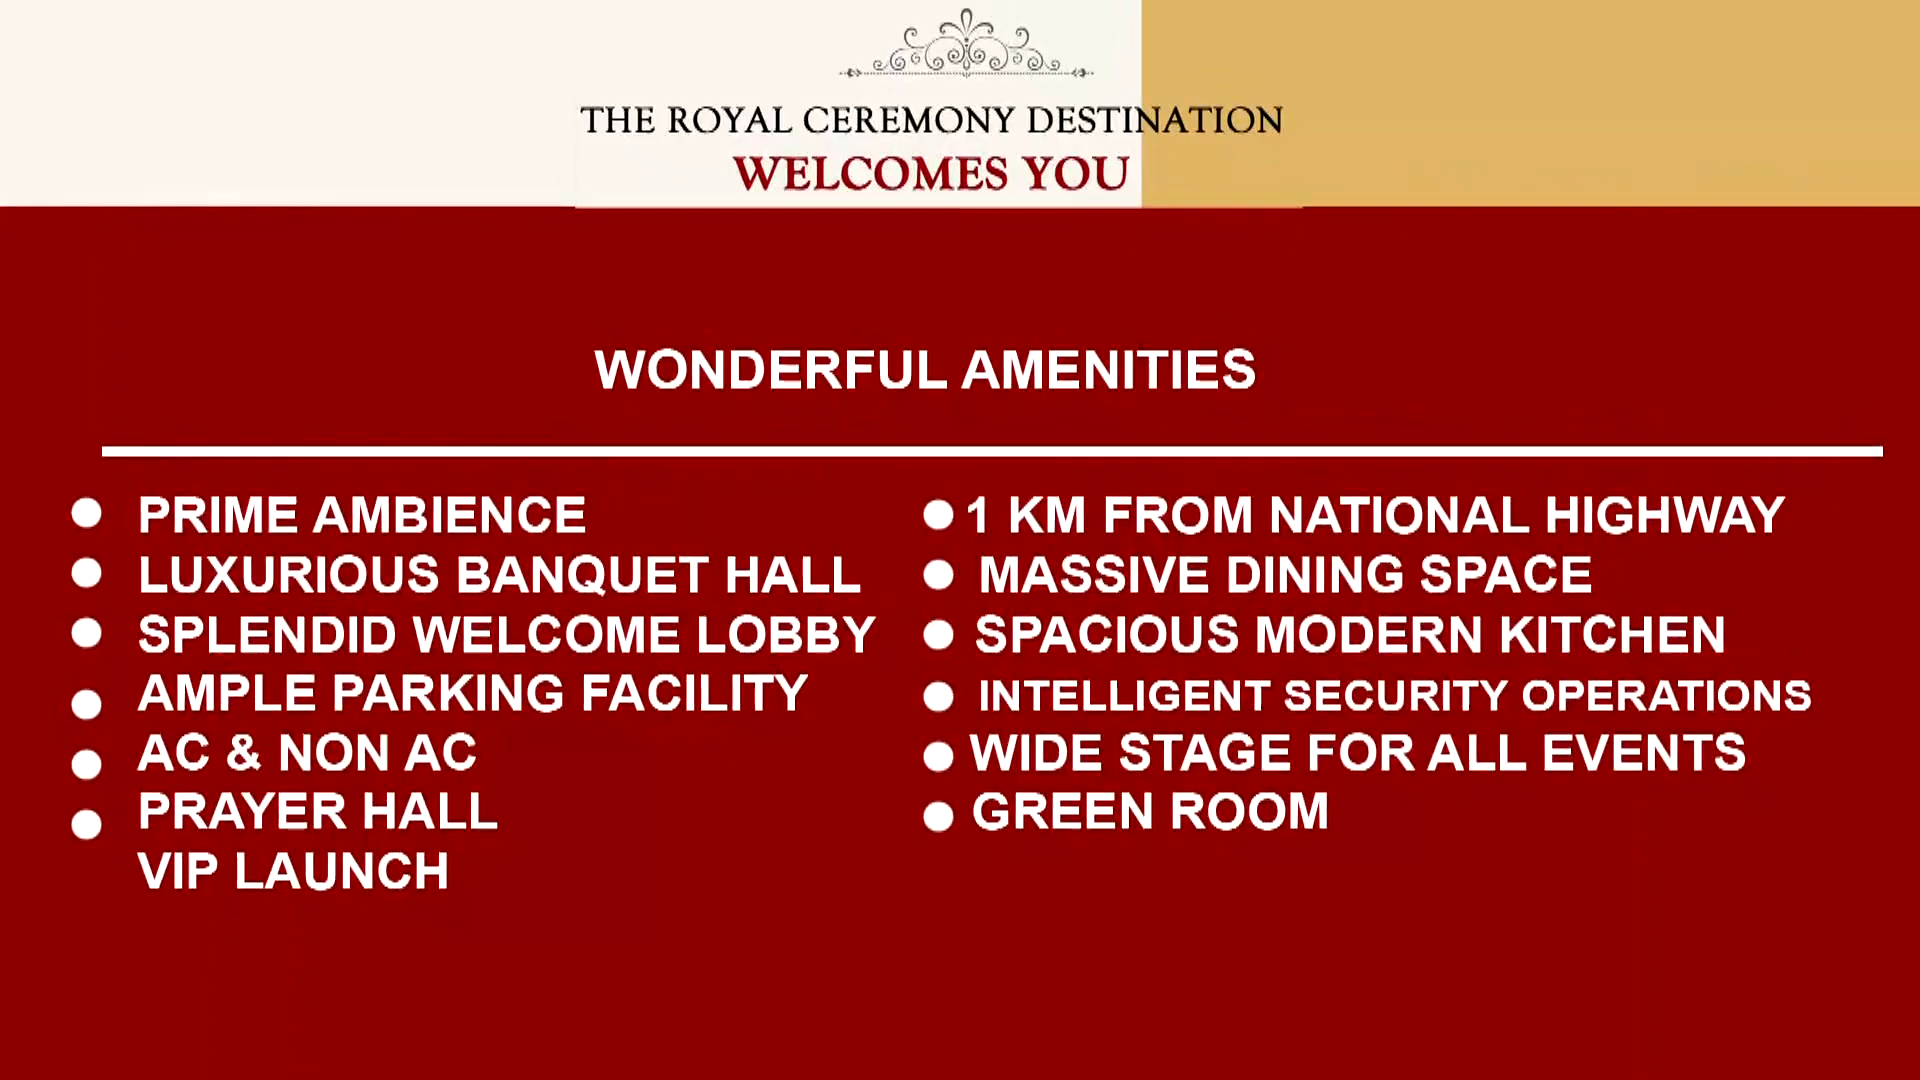 THE ROYAL CEREMONY DESTINATION
WELCOMES YOU
WONDERFUL AMENITIES
PRIME AMBIENCE
LUXURIOUS BANQUET HALL
SPLENDID WELCOME LOBBY
AMPLE PARKING FACILITY
AC & NON AC
PRAYER HALL
VIP LAUNCH
1 KM FROM NATIONAL HIGHWAY
MASSIVE DINING SPACE
SPACIOUS MODERN KITCHEN
INTELLIGENT SECURITY OPERATIONS
WIDE STAGE FOR ALL EVENTS
GREEN ROOM